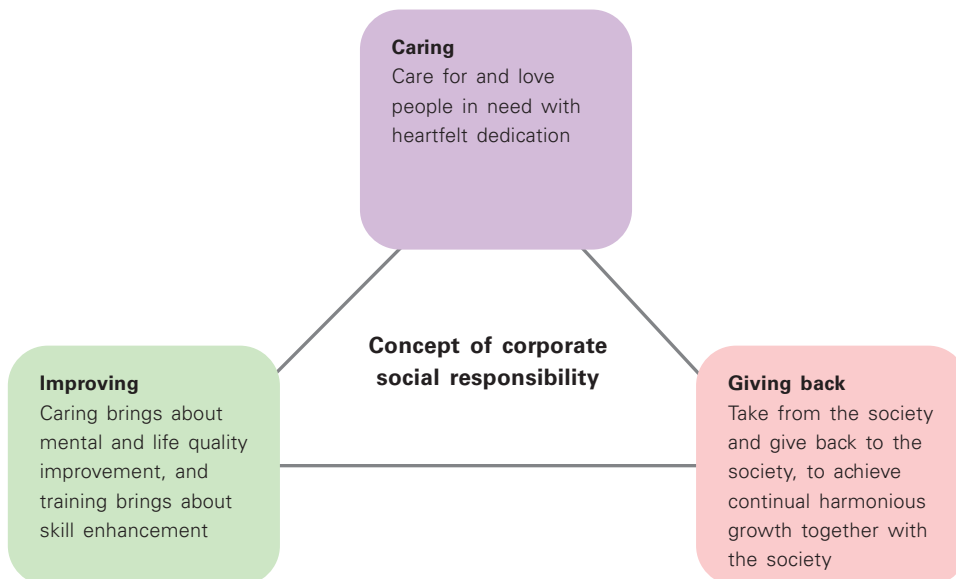 Caring
Care for and love
people in need with
heartfelt dedication
Concept of corporate
social responsibility
Improving
Caring brings about
mental and life quality
improvement, and
training brings about
skill enhancement
Giving back
Take from the society
and give back to the
society, to achieve
continual harmonious
growth together with
the society